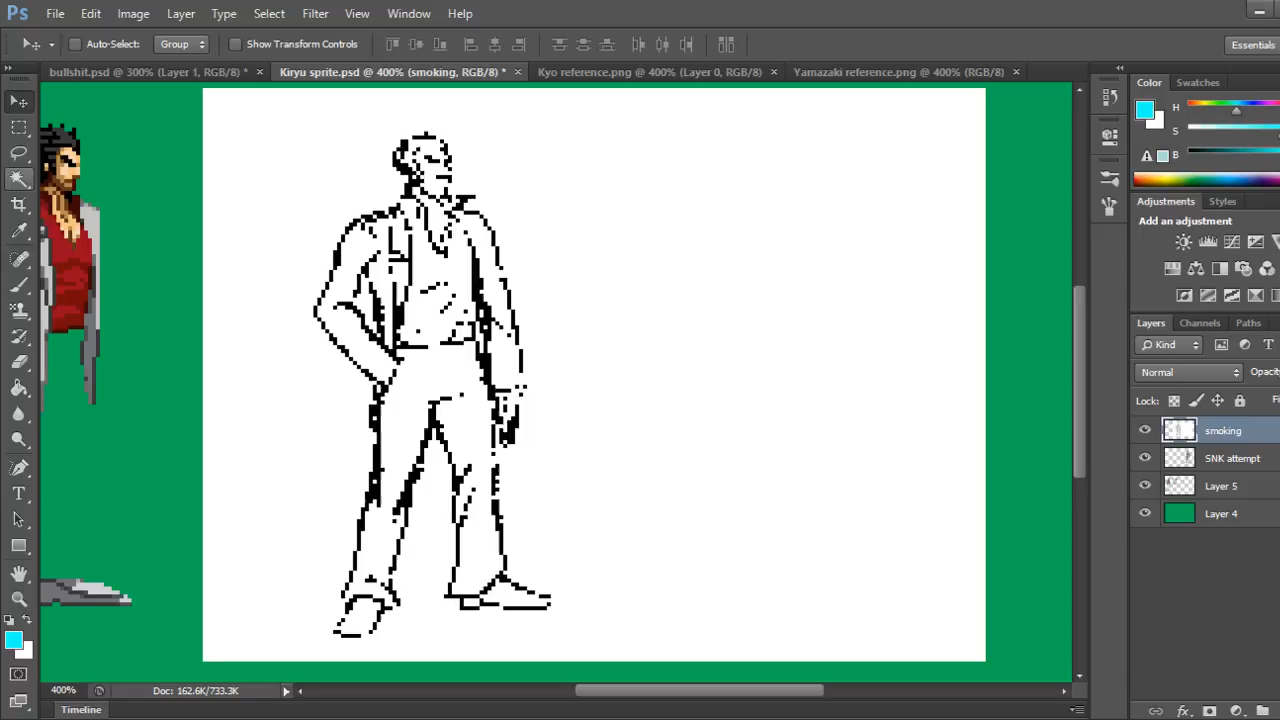 Ps File Edit Image Layer Type Select Filter View Window Help
Auto-Select: Group Show Transform Controls Essentials
bullshit.psd @ 300% (Layer 1, RGB/8) * × Kiryu sprite.psd @ 400% (smoking, RGB/8) * × Kyo reference.png @ 400% (Layer 0, RGB/8) × Yamazaki reference.png @ 400% (RGB/8) ×
Color Swatches
H
S
B
Adjustments Styles
Add an adjustment
Layers Channels Paths
Kind T
Normal Opacity
Lock: Fi
smoking
SNK attempt
Layer 5
Layer 4
400% Doc: 162.6K/733.3K
Timeline fx